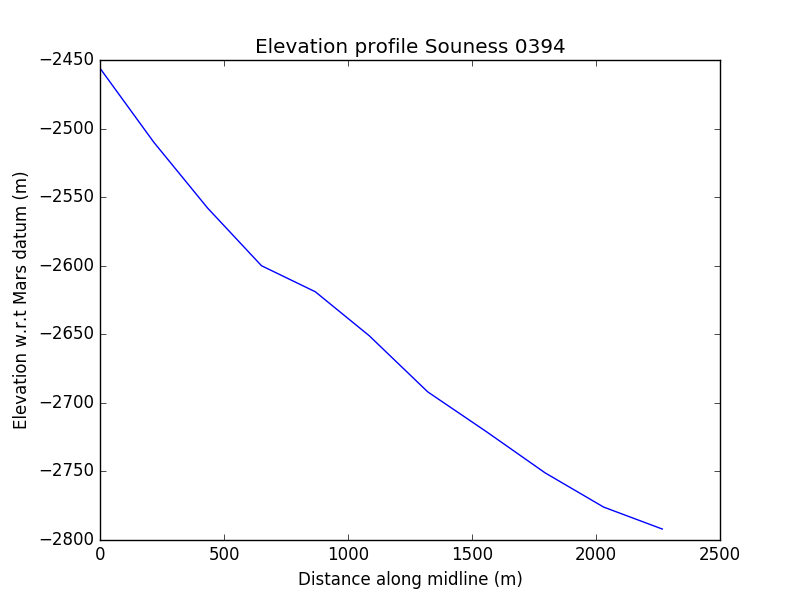 Elevation profile Souness 0394
−2450
−2500
−2550
−2600
−2650
−2700
−2750
−2800
Elevation w.r.t Mars datum (m)
0 500 1000 1500 2000 2500
Distance along midline (m)